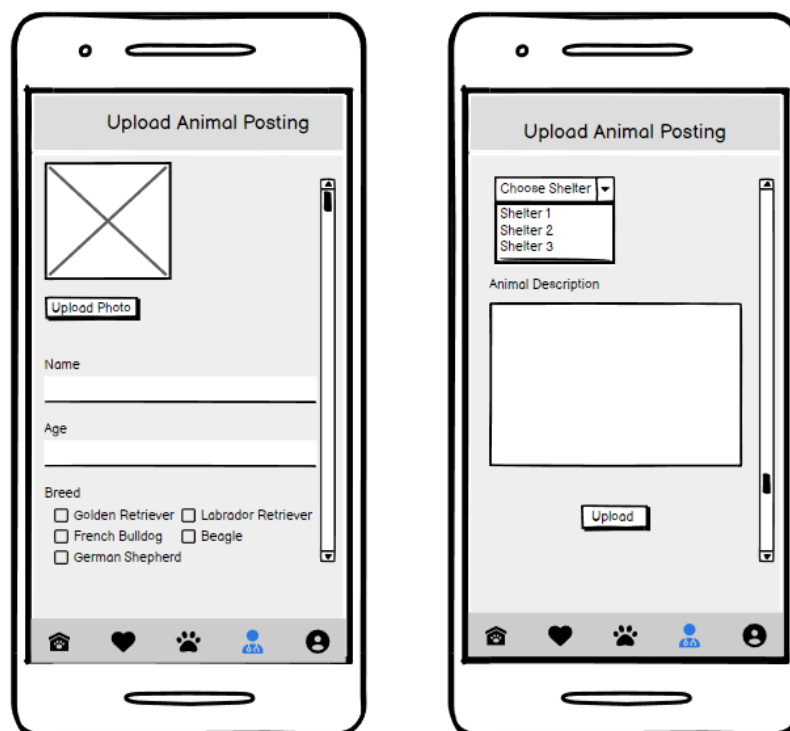 Upload Animal Posting
Upload Photo
Name
Age
Breed
Golden Retriever Labrador Retriever
French Bulldog Beagle
German Shepherd
Upload Animal Posting
Choose Shelter
Shelter 1
Shelter 2
Shelter 3
Animal Description
Upload